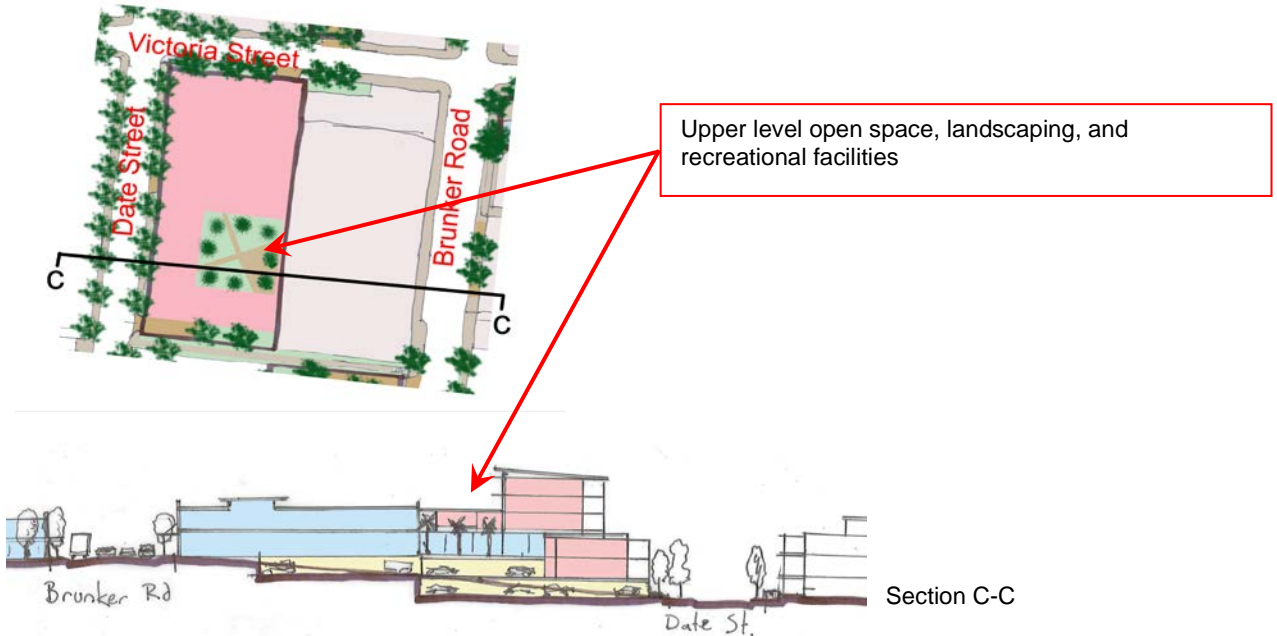 Victoria Street
Date Street
Brunker Road
Upper level open space, landscaping, and
recreational facilities
C
C
Brunker Rd
Date St.
Section C-C